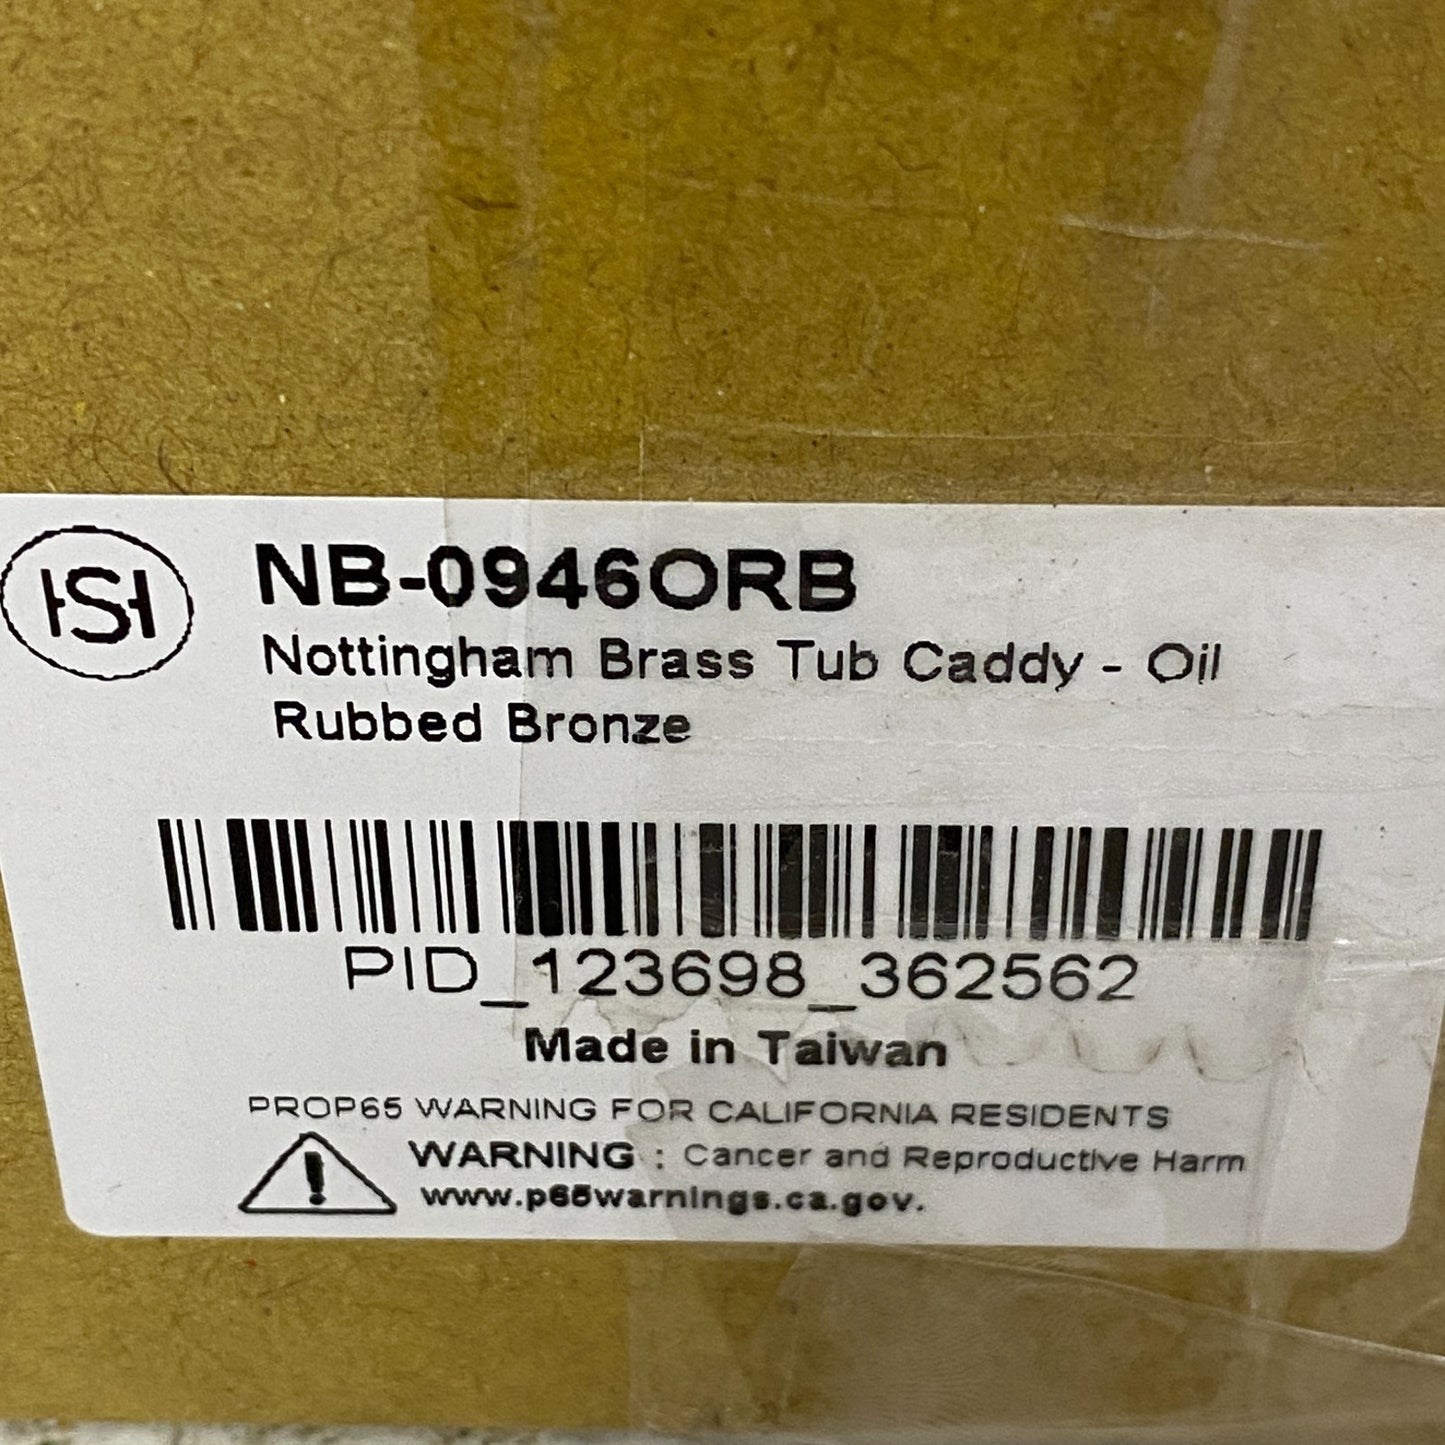 HSH
NB-0946ORB
Nottingham Brass Tub Caddy - Oil
Rubbed Bronze
PID_123698_362562
Made in Taiwan
PROP65 WARNING FOR CALIFORNIA RESIDENTS
WARNING : Cancer and Reproductive Harm
www.p65warnings.ca.gov.